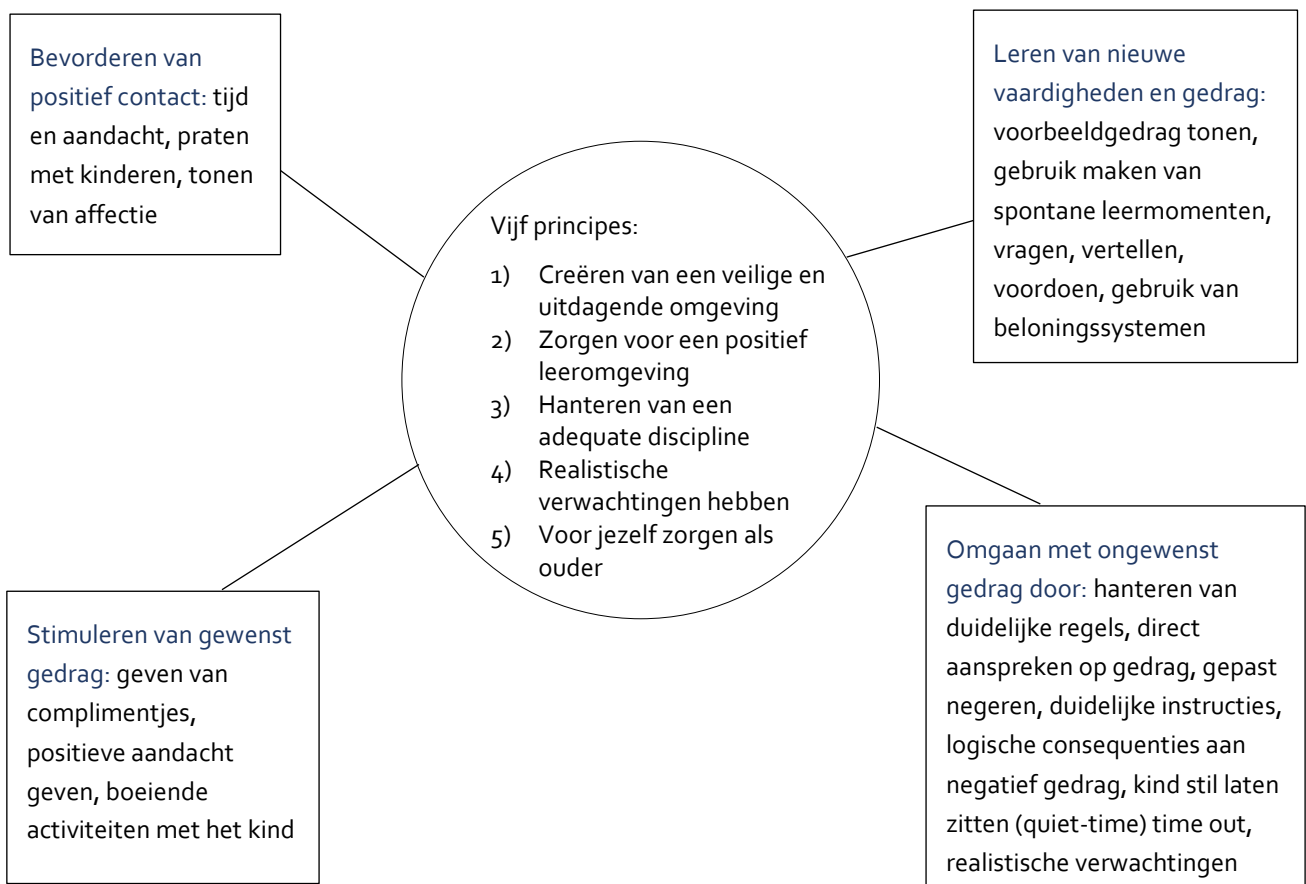 Bevorderen van
positief contact: tijd
en aandacht, praten
met kinderen, tonen
van affectie
Leren van nieuwe
vaardigheden en gedrag:
voorbeeldgedrag tonen,
gebruik maken van
spontane leermomenten,
vragen, vertellen,
voordoen, gebruik van
beloningssystemen
Vijf principes:
1) Creëren van een veilige en
uitdagende omgeving
2) Zorgen voor een positief
leeromgeving
3) Hanteren van een
adequate discipline
4) Realistische
verwachtingen hebben
5) Voor jezelf zorgen als
ouder
Stimuleren van gewenst
gedrag: geven van
complimentjes,
positieve aandacht
geven, boeiende
activiteiten met het kind
Omgaan met ongewenst
gedrag door: hanteren van
duidelijke regels, direct
aanspreken op gedrag, gepast
negeren, duidelijke instructies,
logische consequenties aan
negatief gedrag, kind stil laten
zitten (quiet-time) time out,
realistische verwachtingen